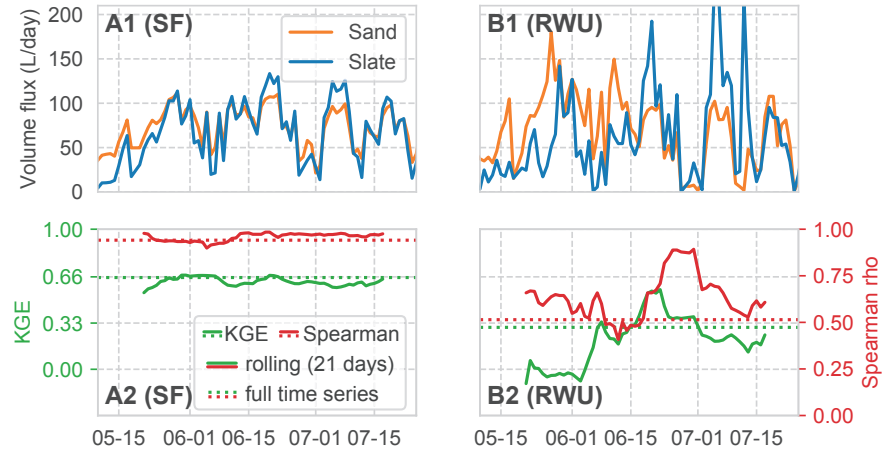 A1 (SF)
B1 (RWU)
Volume flux (L/day)
200
150
100
50
0
Sand
Slate
KGE
1.00
0.66
0.33
0.00
KGE
Spearman
rolling (21 days)
full time series
A2 (SF)
B2 (RWU)
1.00
0.75
0.50
0.25
0.00
Spearman rho
05-15
06-01
06-15
07-01
07-15
05-15
06-01
06-15
07-01
07-15